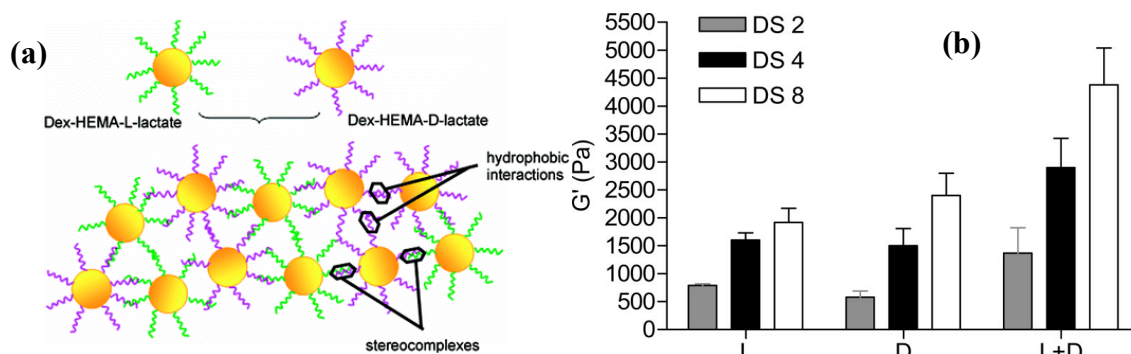 (a)
Dex-HEMA-L-lactate
Dex-HEMA-D-lactate
hydrophobic
interactions
stereocomplexes
(b)
DS 2
DS 4
DS 8
G' (Pa)
5500
5000
4500
4000
3500
3000
2500
2000
1500
1000
500
0
L
D
L+D